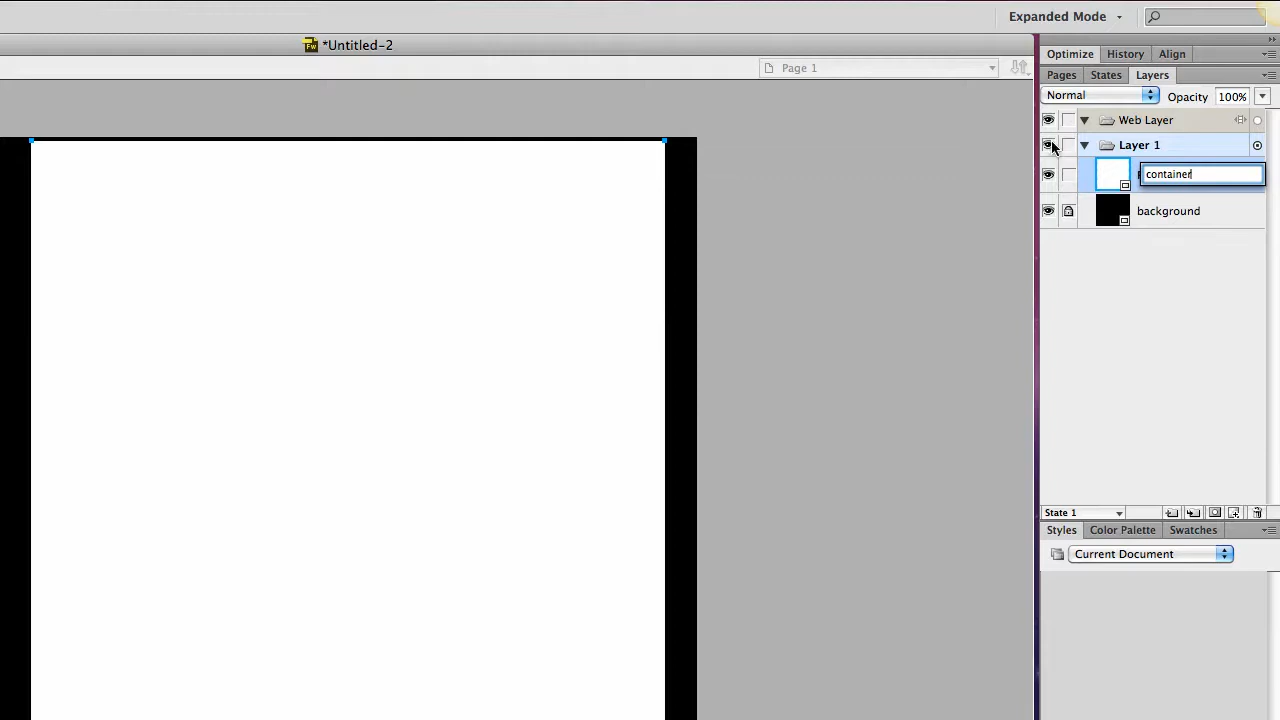 Expanded Mode
Fw *Untitled-2
Page 1
Optimize History Align
Pages States Layers
Normal Opacity 100%
Web Layer
Layer 1
container
background
State 1
Styles Color Palette Swatches
Current Document